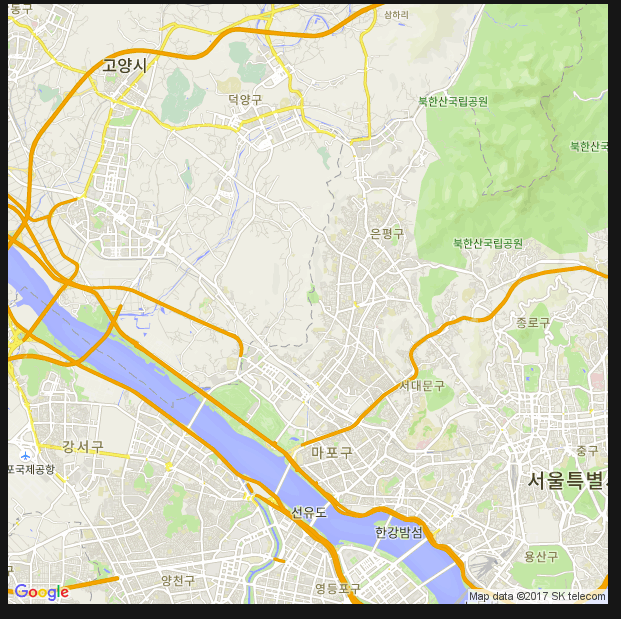 동구
삼하리
고양시
덕양구
북한산국립공원
북한산국
은평구
북한산국립공원
종로구
서대문구
강서구
마포구
중구
포국제공항
서울특별시
선유도
한강밤섬
용산구
양천구
영등포구
구
Google
Map data ©2017 SK telecom